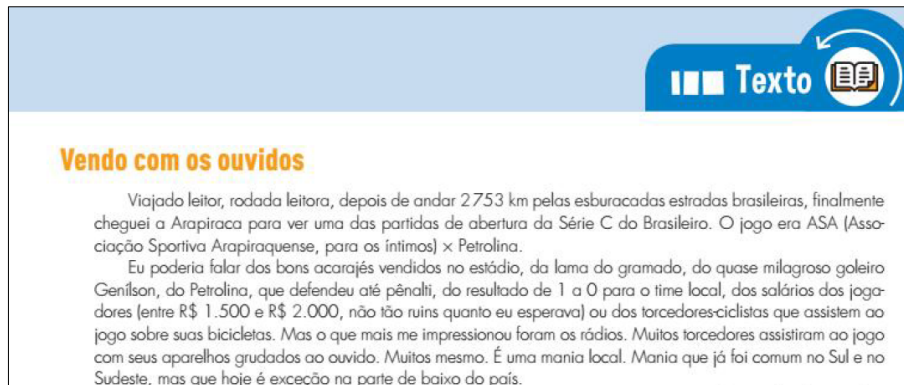 Texto
Vendo com os ouvidos
Viajado leitor, rodada leitora, depois de andar 2753 km pelas esburacadas estradas brasileiras, finalmente
cheguei a Arapiraca para ver uma das partidas de abertura da Série C do Brasileiro. O jogo era ASA (Asso-
ciação Sportiva Arapiraquense, para os íntimos) × Petrolina.
Eu poderia falar dos bons acarajés vendidos no estádio, da lama do gramado, do quase milagroso goleiro
Genílson, do Petrolina, que defendeu até pênalti, do resultado de 1 a 0 para o time local, dos salários dos joga-
dores (entre R$ 1.500 e R$ 2.000, não tão ruins quanto eu esperava) ou dos torcedores-ciclistas que assistem ao
jogo sobre suas bicicletas. Mas o que mais me impressionou foram os rádios. Muitos torcedores assistiram ao jogo
com seus aparelhos grudados ao ouvido. Muitos mesmo. É uma mania local. Mania que já foi comum no Sul e no
Sudeste, mas que hoje é exceção na parte de baixo do país.